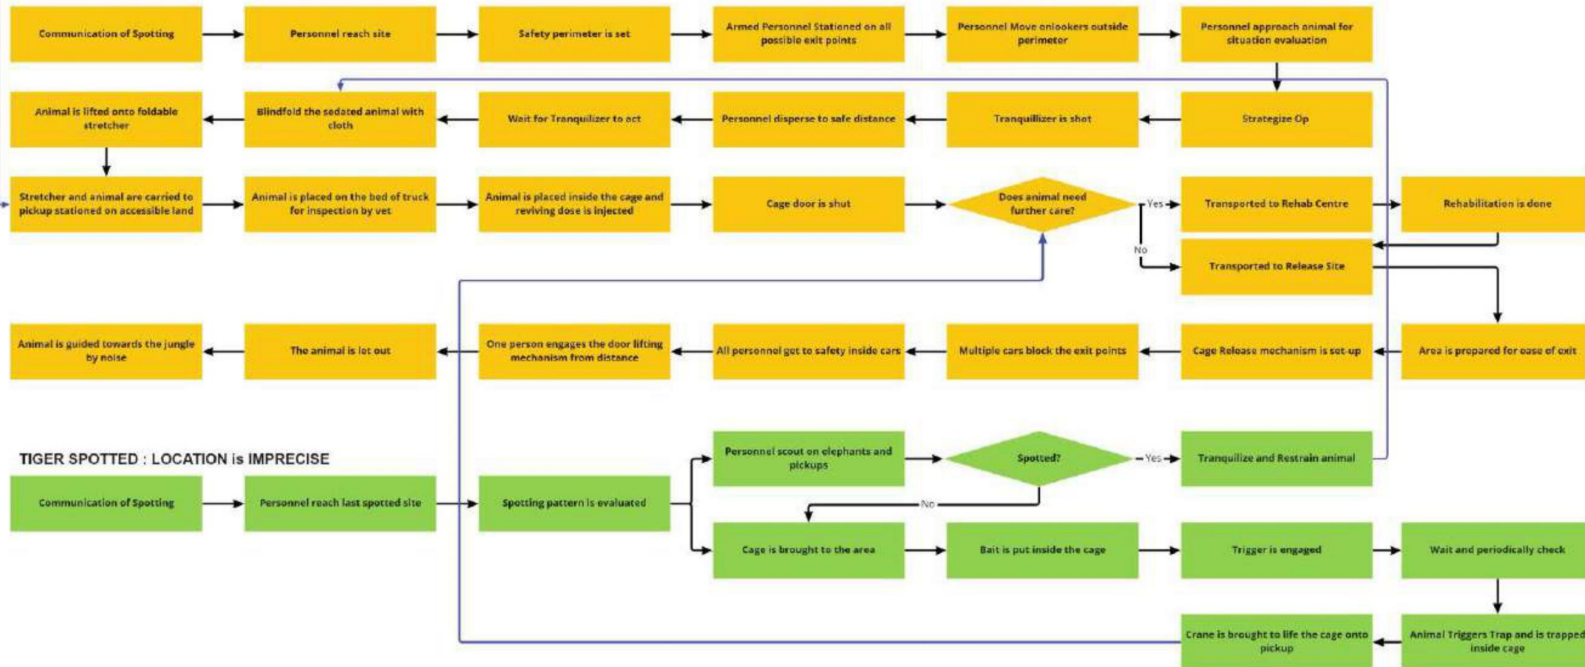 Communication of Spotting
Personnel reach site
Safety perimeter is set
Armed Personnel Stationed on all
possible exit points
Personnel Move onlookers outside
perimeter
Personnel approach animal for
situation evaluation
Animal is lifted onto foldable
stretcher
Blindfold the sedated animal with
cloth
Wait for Tranquilizer to act
Personnel disperse to safe distance
Tranquillizer is shot
Strategize Op
Stretcher and animal are carried to
pickup stationed on accessible land
Animal is placed on the bed of truck
for inspection by vet
Animal is placed inside the cage and
reviving dose is injected
Cage door is shut
Does animal need
further care?
Yes
Transported to Rehab Centre
Rehabilitation is done
No
Transported to Release Site
Animal is guided towards the jungle
by noise
The animal is let out
One person engages the door lifting
mechanism from distance
All personnel get to safety inside cars
Multiple cars block the exit points
Cage Release mechanism is set-up
Area is prepared for ease of exit
TIGER SPOTTED : LOCATION is IMPRECISE
Personnel scout on elephants and
pickups
Spotted?
Yes
Tranquilize and Restrain animal
Communication of Spotting
Personnel reach last spotted site
Spotting pattern is evaluated
No
Cage is brought to the area
Bait is put inside the cage
Trigger is engaged
Wait and periodically check
Crane is brought to life the cage onto
pickup
Animal Triggers Trap and is trapped
inside cage